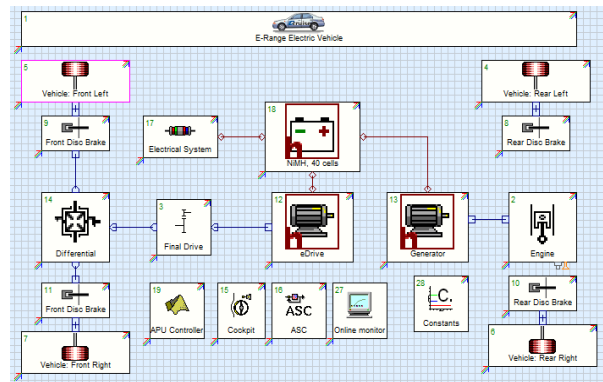 1
E-Range Electric Vehicle
5
Vehicle: Front Left
4
Vehicle: Rear Left
9
Front Disc Brake
17
Electrical System
18
NiMH, 40 cells
8
Rear Disc Brake
14
Differential
3
Final Drive
12
eDrive
13
Generator
2
Engine
11
Front Disc Brake
19
APU Controller
15
Cockpit
16
ASC
ASC
27
Online monitor
28
C.
Constants
10
Rear Disc Brake
7
Vehicle: Front Right
6
Vehicle: Rear Right